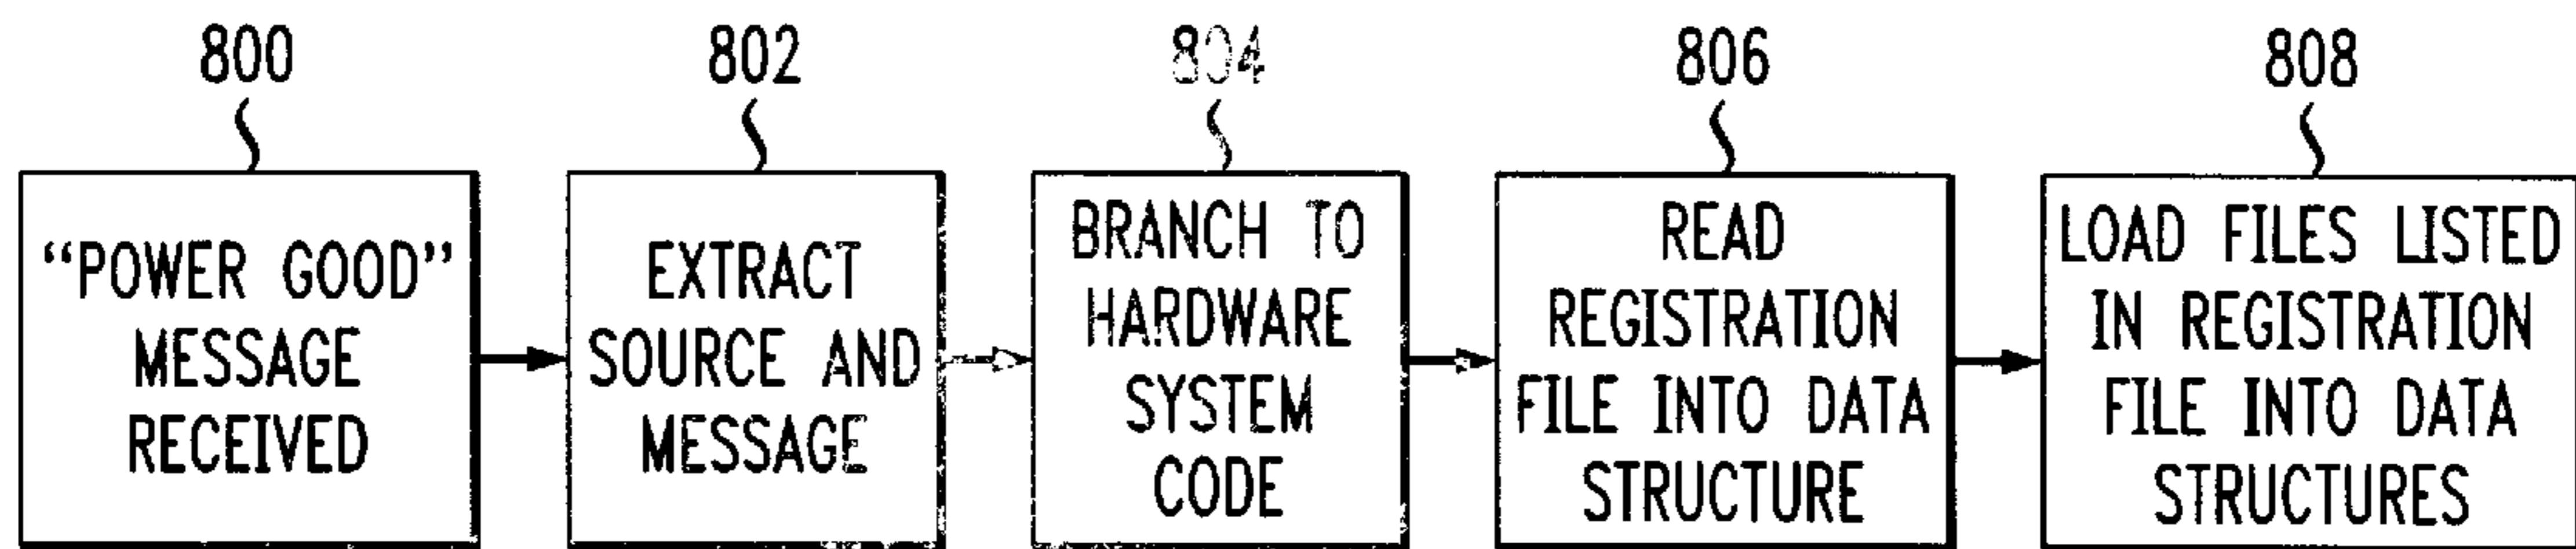 800
802
804
806
808
“POWER GOOD”
MESSAGE
RECEIVED
EXTRACT
SOURCE AND
MESSAGE
BRANCH TO
HARDWARE
SYSTEM
CODE
READ
REGISTRATION
FILE INTO DATA
STRUCTURE
LOAD FILES LISTED
IN REGISTRATION
FILE INTO DATA
STRUCTURES